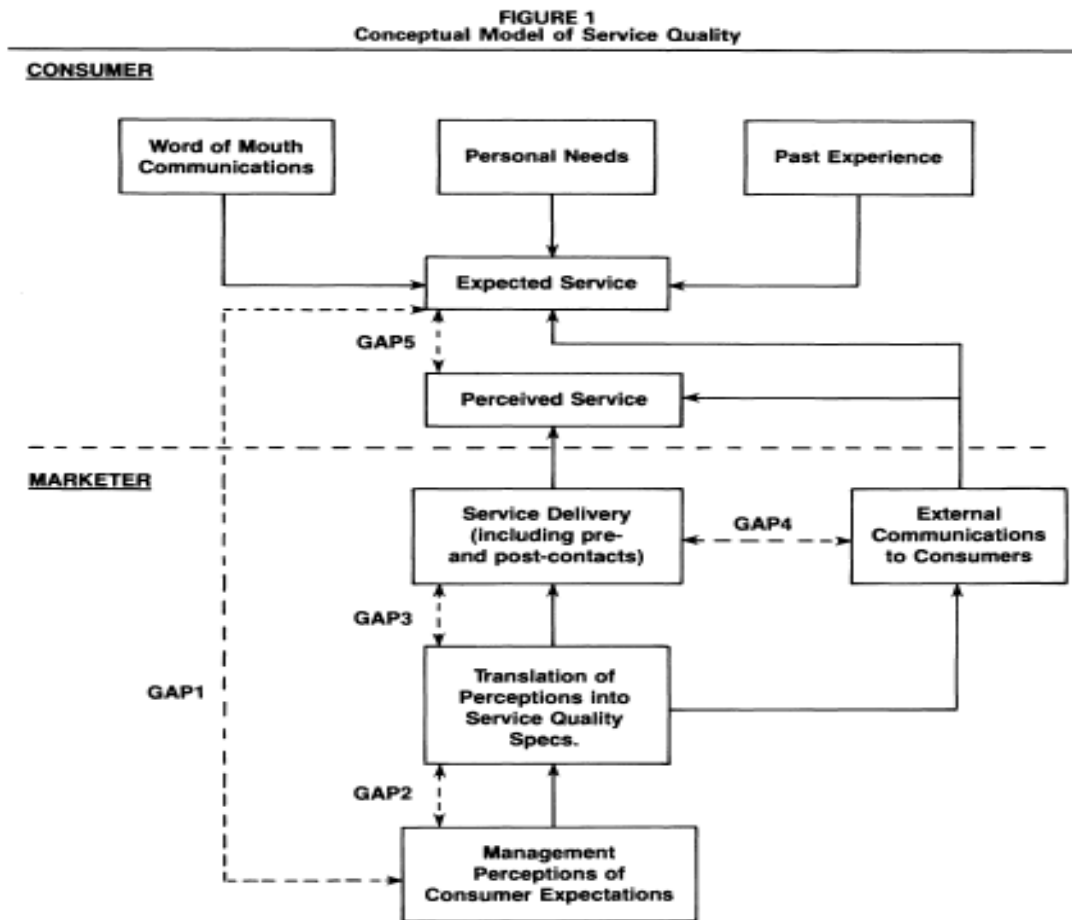 FIGURE 1
Conceptual Model of Service Quality
CONSUMER
Word of Mouth
Communications
Personal Needs
Past Experience
Expected Service
GAP5
Perceived Service
MARKETER
Service Delivery
(including pre-
and post-contacts)
GAP4
External
Communications
to Consumers
GAP3
GAP1
Translation of
Perceptions into
Service Quality
Specs.
GAP2
Management
Perceptions of
Consumer Expectations